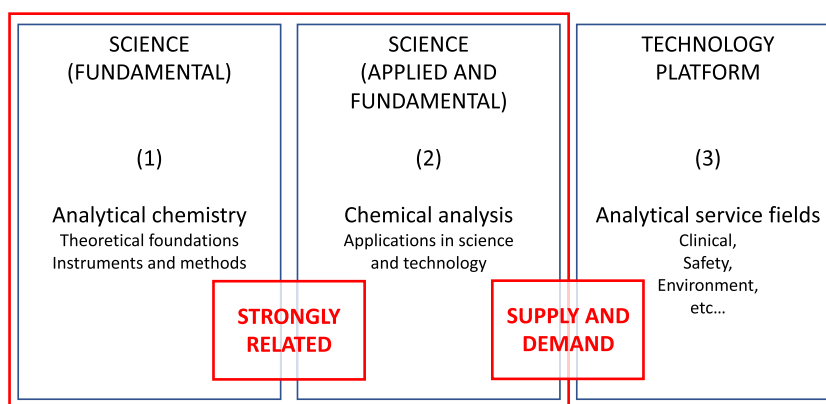 SCIENCE
(FUNDAMENTAL)
(1)
Analytical chemistry
Theoretical foundations
Instruments and methods
SCIENCE
(APPLIED AND
FUNDAMENTAL)
(2)
Chemical analysis
Applications in science
and technology
TECHNOLOGY
PLATFORM
(3)
Analytical service fields
Clinical,
Safety,
Environment,
etc...
STRONGLY
RELATED
SUPPLY AND
DEMAND